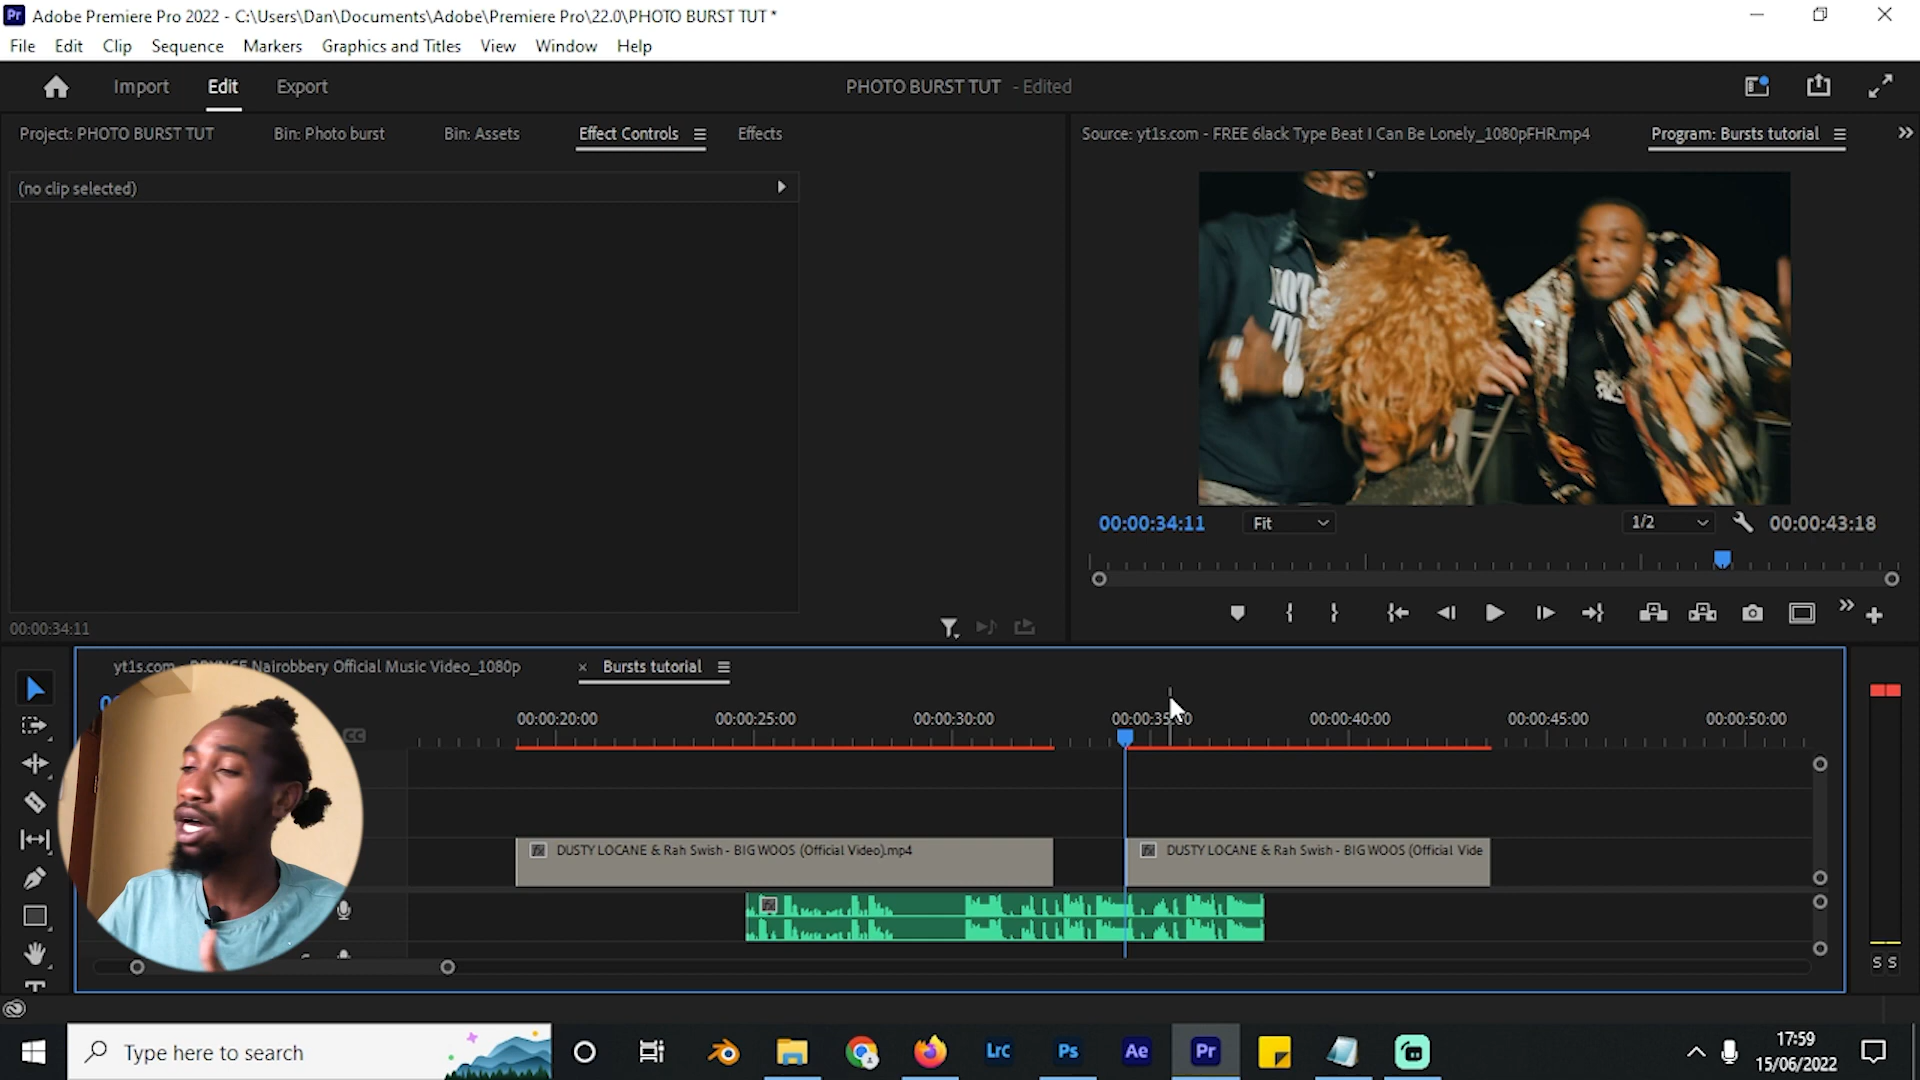 Adobe Premiere Pro 2022 - C:\Users\Dan\Documents\Adobe\Premiere Pro\22.0\PHOTO BURST TUT *
File Edit Clip Sequence Markers Graphics and Titles View Window Help
Import Edit Export
PHOTO BURST TUT - Edited
Project: PHOTO BURST TUT Bin: Photo burst Bin: Assets Effect Controls Effects
Source: yt1s.com - FREE 6lack Type Beat I Can Be Lonely_1080pFHR.mp4 Program: Bursts tutorial
(no clip selected)
00:00:34:11 Fit 1/2 00:00:43:18
00:00:34:11
yt1s.com Nairobbery Official Music Video_1080p × Bursts tutorial
00:00:20:00 00:00:25:00 00:00:30:00 00:00:40:00 00:00:45:00 00:00:50:00
CC
DUSTY LOCANE & Rah Swish - BIG WOOS (Official Video).mp4
DUSTY LOCANE & Rah Swish - BIG WOOS (Official Vide
S S
Type here to search
LrC Ps Ae Pr
17:59
15/06/2022